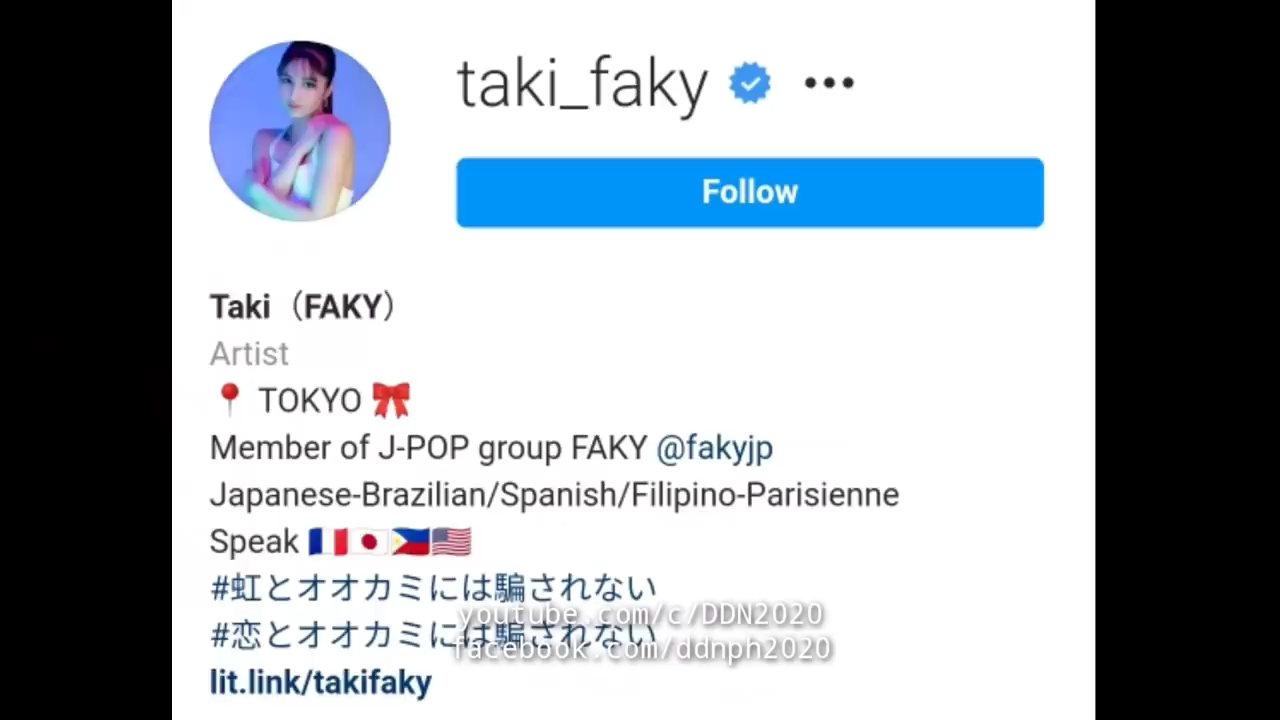 taki_faky
Follow
Taki（FAKY）
Artist
📍 TOKYO 🎀
Member of J-POP group FAKY @fakyjp
Japanese-Brazilian/Spanish/Filipino-Parisienne
Speak 🇫🇷🇯🇵🇵🇭🇺🇸
#虹とオオカミには騙されない
youtube.com/c/DDN2020
#恋とオオカミには騙されない
facebook.com/ddnph2020
lit.link/takifaky